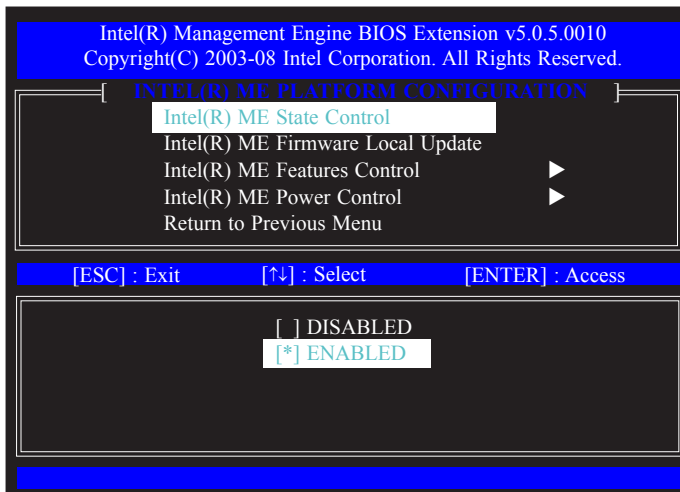 Intel(R) Management Engine BIOS Extension v5.0.5.0010
Copyright(C) 2003-08 Intel Corporation. All Rights Reserved.
[ INTEL(R) ME PLATFORM CONFIGURATION ]
Intel(R) ME State Control
Intel(R) ME Firmware Local Update
Intel(R) ME Features Control ▶
Intel(R) ME Power Control ▶
Return to Previous Menu
[ESC] : Exit [↑↓] : Select [ENTER] : Access
[ ] DISABLED
[*] ENABLED